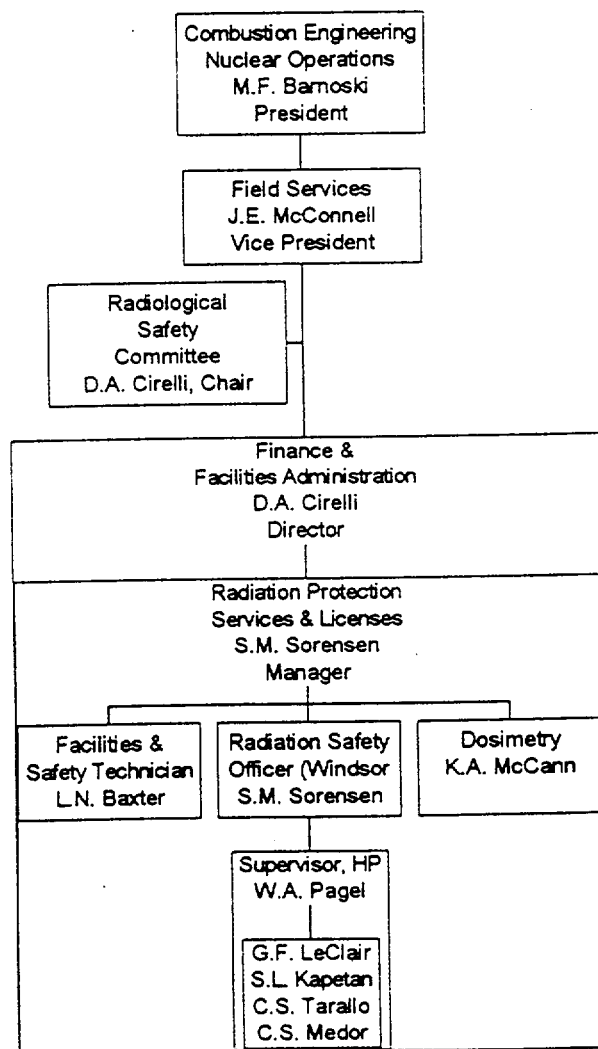 Combustion Engineering
Nuclear Operations
M.F. Barnoski
President
Field Services
J.E. McConnell
Vice President
Radiological
Safety
Committee
D.A. Cirelli, Chair
Finance &
Facilities Administration
D.A. Cirelli
Director
Radiation Protection
Services & Licenses
S.M. Sorensen
Manager
Facilities &
Safety Technician
L.N. Baxter
Radiation Safety
Officer (Windsor
S.M. Sorensen
Dosimetry
K.A. McCann
Supervisor, HP
W.A. Pagel
G.F. LeClair
S.L. Kapetan
C.S. Tarallo
C.S. Medor